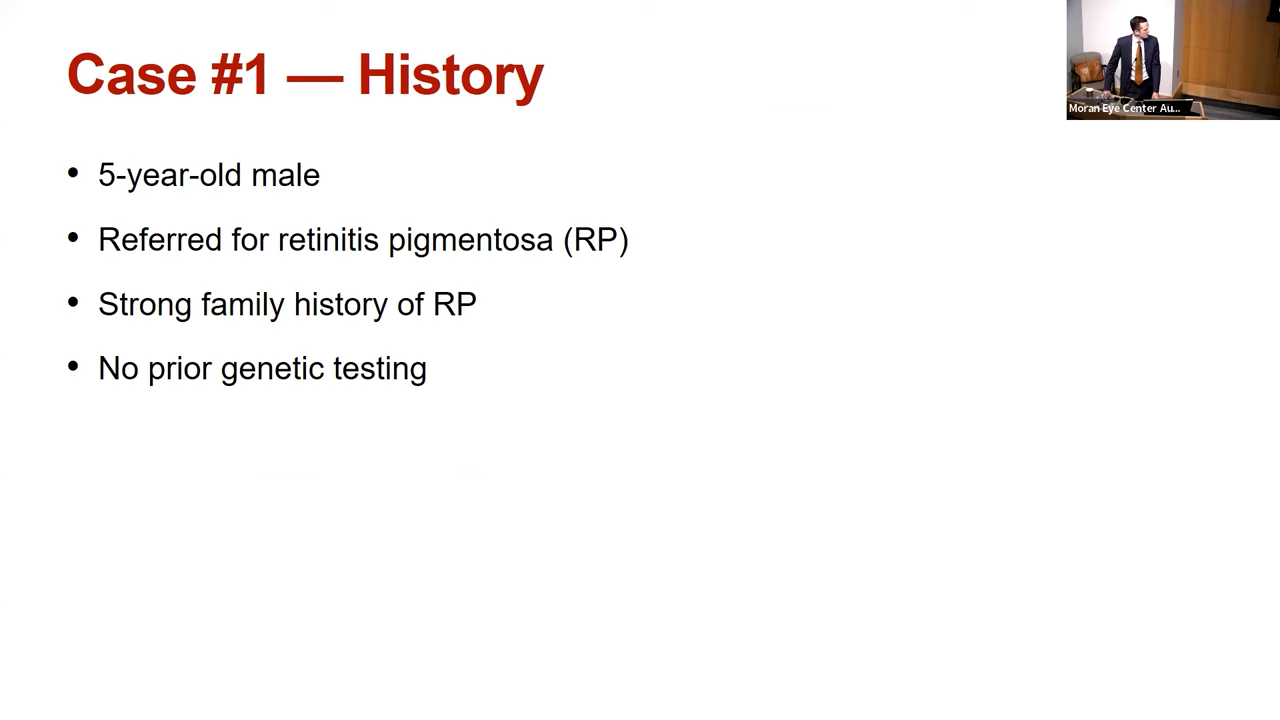 Case #1 — History
• 5-year-old male
• Referred for retinitis pigmentosa (RP)
• Strong family history of RP
• No prior genetic testing
Moran Eye Center Au...